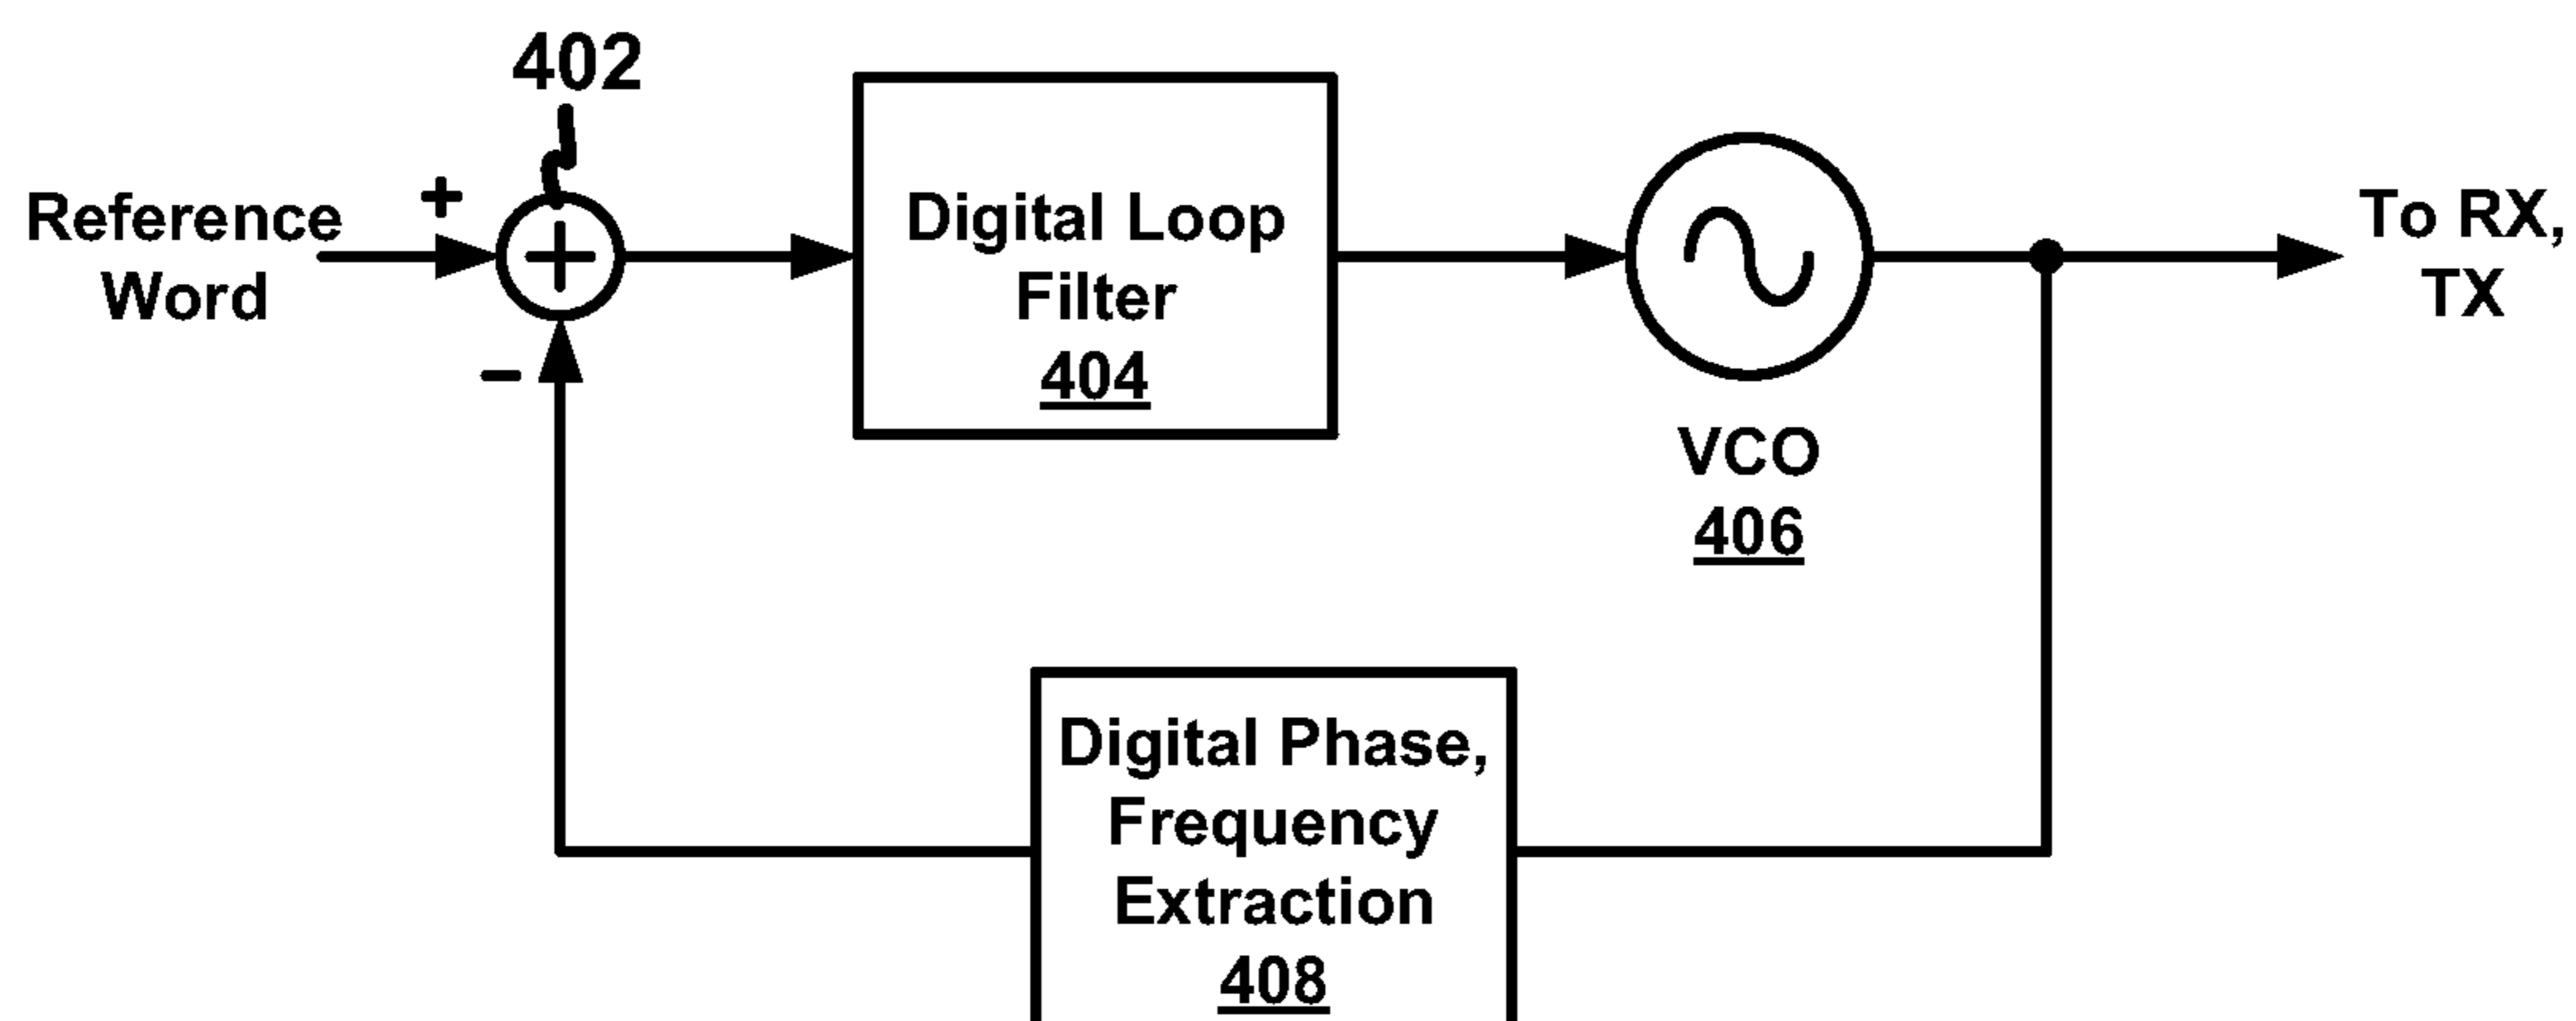 402
Reference
Word
+
+
-
Digital Loop
Filter
404
VCO
406
To RX,
TX
Digital Phase,
Frequency
Extraction
408